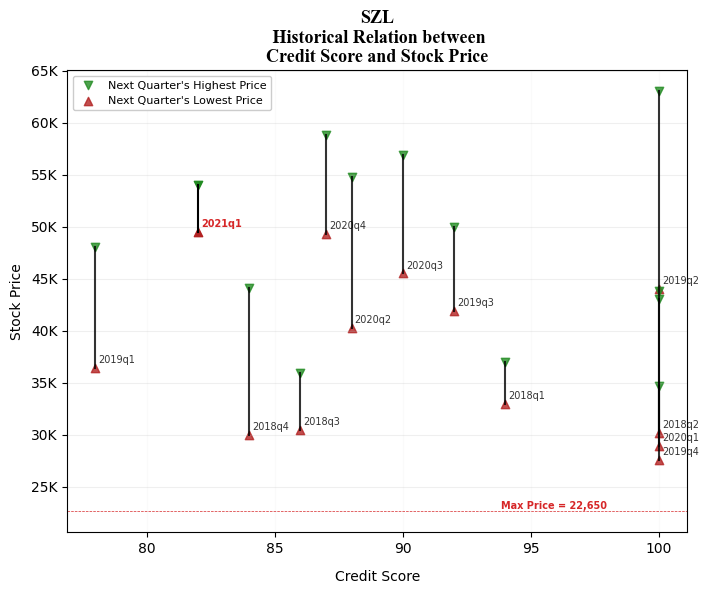 SZL
Historical Relation between
Credit Score and Stock Price
Next Quarter's Highest Price
Next Quarter's Lowest Price
Stock Price
65K
60K
55K
50K
45K
40K
35K
30K
25K
2021q1
2020q4
2020q3
2019q2
2020q2
2019q3
2019q1
2018q1
2018q4
2018q3
2018q2
2020q1
2019q4
Max Price = 22,650
80
85
90
95
100
Credit Score